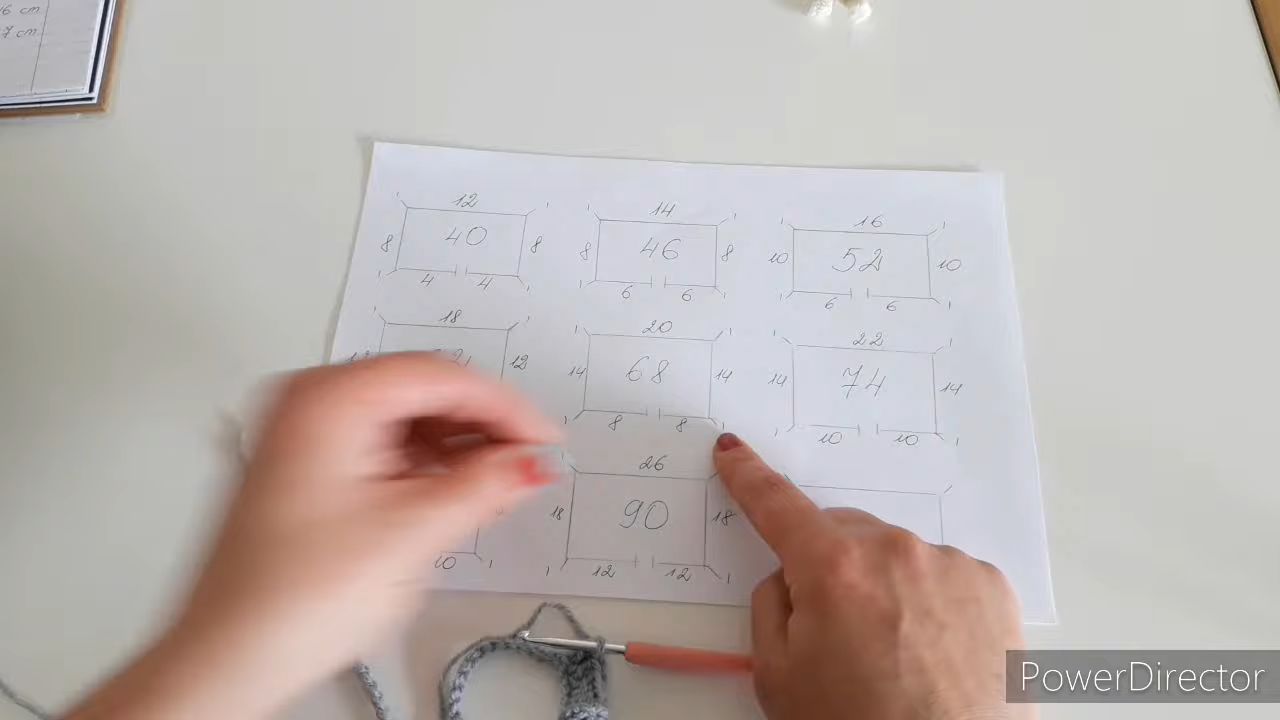 6 cm
7 cm
12 14 16
40 46 52
8 8 8 8 10 10
4 4 6 6 6 6
18 20 22
12 68 74
14 14 14 14
8 8 10 10
26
90
18 18
10 12 12
PowerDirector